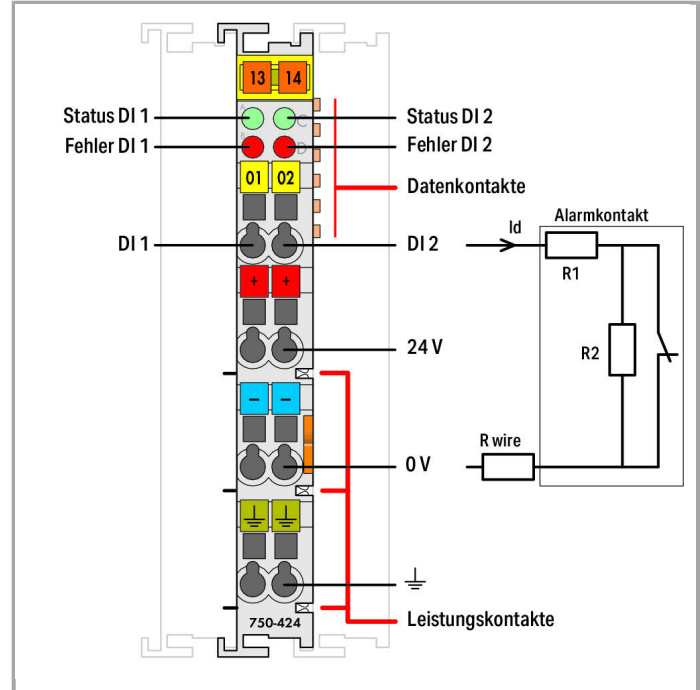 13 14
A C
Status DI 1 Status DI 2
B D
Fehler DI 1 Fehler DI 2
01 02
Datenkontakte
Alarmkontakt
DI 1 DI 2 Id
R1
+ +
R2
24 V
− −
R wire
0 V
750-424
Leistungskontakte